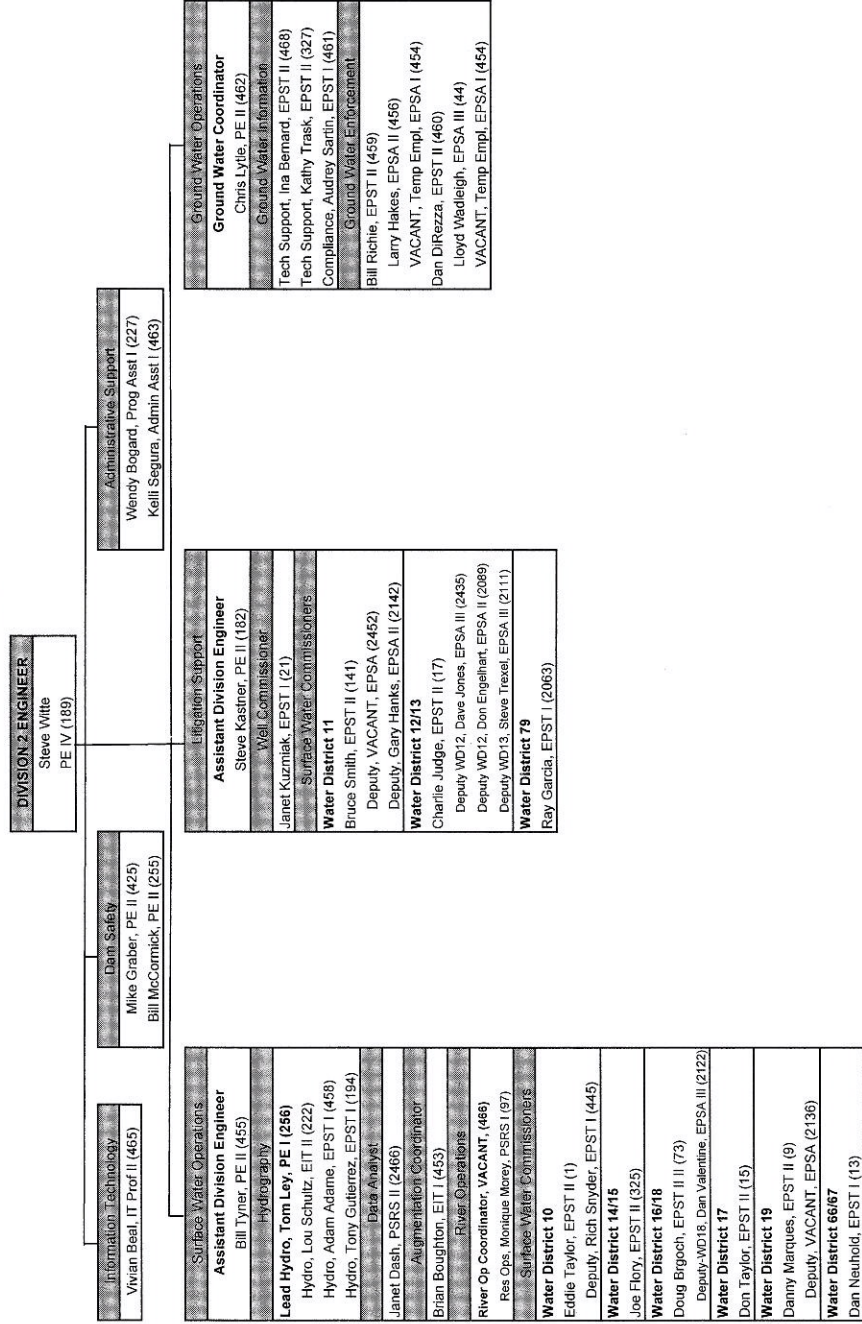 DIVISION 2 ENGINEER
Steve Witte
PE IV (189)
Information Technology
Vivian Beal, IT Prof II (465)
Dam Safety
Mike Graber, PE II (425)
Bill McCormick, PE II (255)
Administrative Support
Wendy Bogard, Prog Asst I (227)
Kelli Segura, Admin Asst I (463)
Surface Water Operations
Assistant Division Engineer
Bill Tyner, PE II (455)
Hydrography
Lead Hydro, Tom Ley, PE I (256)
Hydro, Lou Schultz, EIT II (222)
Hydro, Adam Adame, EPST I (458)
Hydro, Tony Gutierrez, EPST I (194)
Data Analyst
Janet Dash, PSRS II (2466)
Augmentation Coordinator
Brian Boughton, EIT I (453)
River Operations
River Op Coordinator, VACANT, (466)
Res Ops, Monique Morey, PSRS I (97)
Surface Water Commissioners
Water District 10
Eddie Taylor, EPST II (1)
Deputy, Rich Snyder, EPST I (445)
Water District 14/15
Joe Flory, EPST II (325)
Water District 16/18
Doug Brgoch, EPST III II (73)
Deputy-WD18, Dan Valentine, EPSA III (2122)
Water District 17
Don Taylor, EPST II (15)
Water District 19
Danny Marques, EPST II (9)
Deputy, VACANT, EPSA (2136)
Water District 66/67
Dan Neuhold, EPST I (13)
Litigation Support
Assistant Division Engineer
Steve Kastner, PE II (182)
Well Commissioner
Janet Kuzmiak, EPST I (21)
Surface Water Commissioners
Water District 11
Bruce Smith, EPST II (141)
Deputy, VACANT, EPSA (2452)
Deputy, Gary Hanks, EPSA II (2142)
Water District 12/13
Charlie Judge, EPST II (17)
Deputy WD12, Dave Jones, EPSA III (2435)
Deputy WD12, Don Engelhart, EPSA II (2089)
Deputy WD13, Steve Trexel, EPSA III (2111)
Water District 79
Ray Garcia, EPST I (2063)
Ground Water Operations
Ground Water Coordinator
Chris Lytle, PE II (462)
Ground Water Information
Tech Support, Ina Bernard, EPST II (468)
Tech Support, Kathy Trask, EPST II (327)
Compliance, Audrey Sartin, EPST I (461)
Ground Water Enforcement
Bill Richie, EPST II (459)
Larry Hakes, EPSA II (456)
VACANT, Temp Empl, EPSA I (454)
Dan DiRezza, EPST II (460)
Lloyd Wadleigh, EPSA III (44)
VACANT, Temp Empl, EPSA I (454)